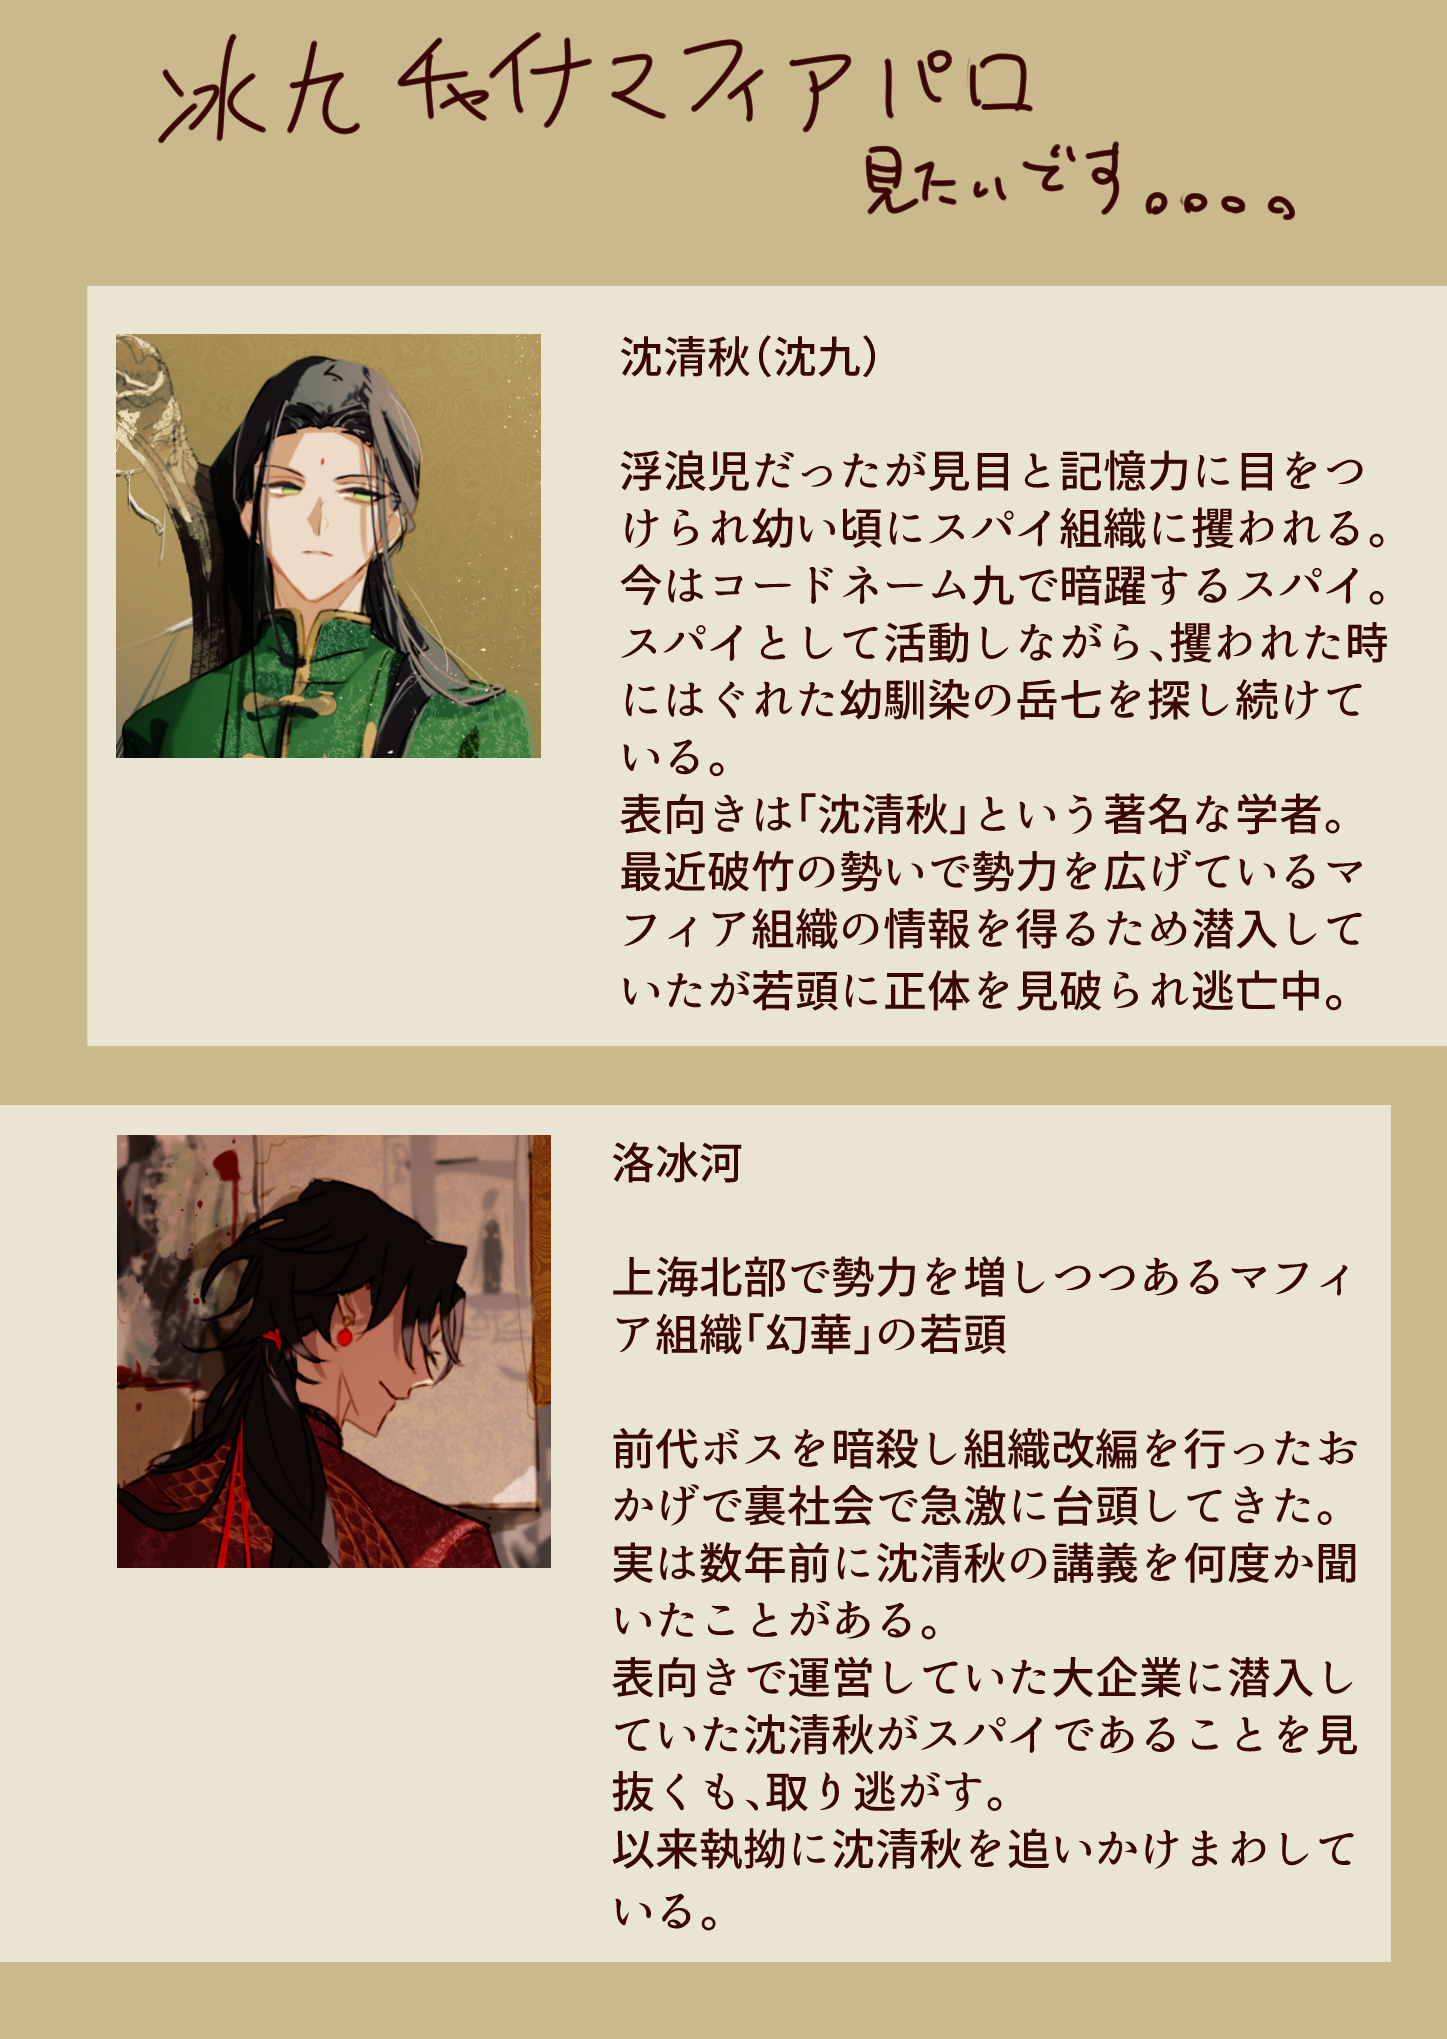 冰九 チャイナマフィアパロ
見たいです。。。。
沈清秋（沈九）
浮浪児だったが見目と記憶力に目をつ
けられ幼い頃にスパイ組織に攫われる。
今はコードネーム九で暗躍するスパイ。
スパイとして活動しながら、攫われた時
にはぐれた幼馴染の岳七を探し続けて
いる。
表向きは「沈清秋」という著名な学者。
最近破竹の勢いで勢力を広げているマ
フィア組織の情報を得るため潜入して
いたが若頭に正体を見破られ逃亡中。
洛冰河
上海北部で勢力を増しつつあるマフィ
ア組織「幻華」の若頭
前代ボスを暗殺し組織改編を行ったお
かげで裏社会で急激に台頭してきた。
実は数年前に沈清秋の講義を何度か聞
いたことがある。
表向きで運営していた大企業に潜入し
ていた沈清秋がスパイであることを見
抜くも、取り逃がす。
以来執拗に沈清秋を追いかけまわして
いる。